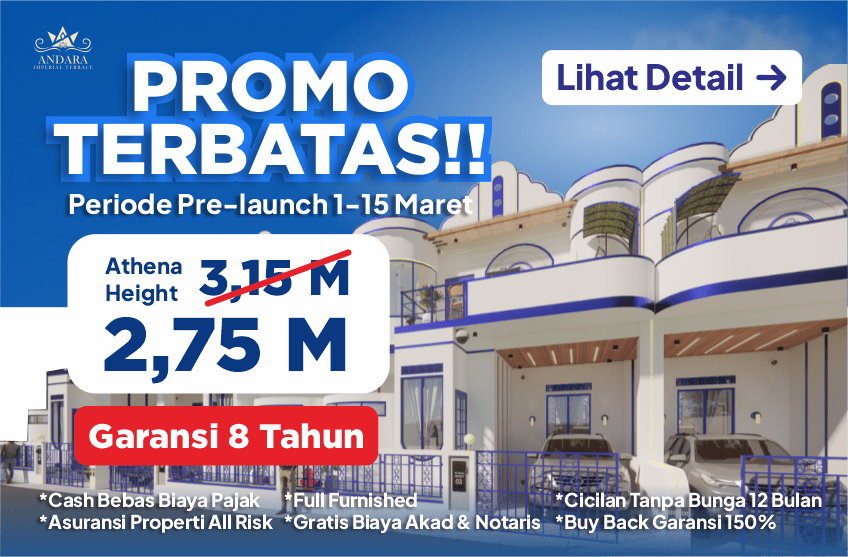 ANDARA
IMPERIAL TERRACE
PROMO
TERBATAS!!
Lihat Detail →
Periode Pre-launch 1-15 Maret
Athena
Height
3,15 M
2,75 M
Garansi 8 Tahun
*Cash Bebas Biaya Pajak *Full Furnished *Cicilan Tanpa Bunga 12 Bulan
*Asuransi Properti All Risk *Gratis Biaya Akad & Notaris *Buy Back Garansi 150%